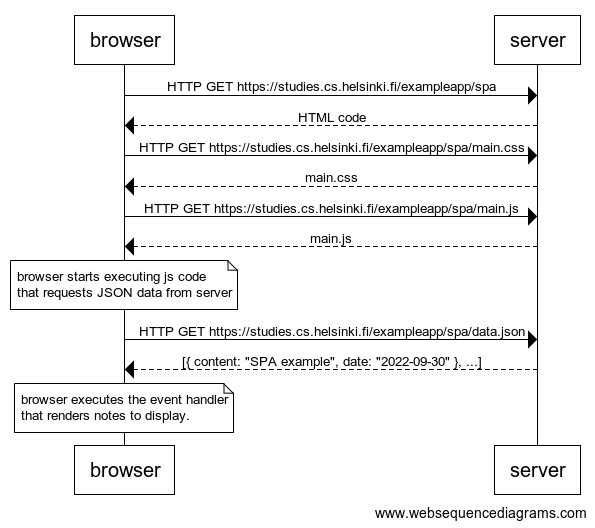 browser
server
HTTP GET https://studies.cs.helsinki.fi/exampleapp/spa
HTML code
HTTP GET https://studies.cs.helsinki.fi/exampleapp/spa/main.css
main.css
HTTP GET https://studies.cs.helsinki.fi/exampleapp/spa/main.js
main.js
browser starts executing js code
that requests JSON data from server
HTTP GET https://studies.cs.helsinki.fi/exampleapp/spa/data.json
[{ content: "SPA example", date: "2022-09-30" }, ...]
browser executes the event handler
that renders notes to display.
browser
server
www.websequencediagrams.com